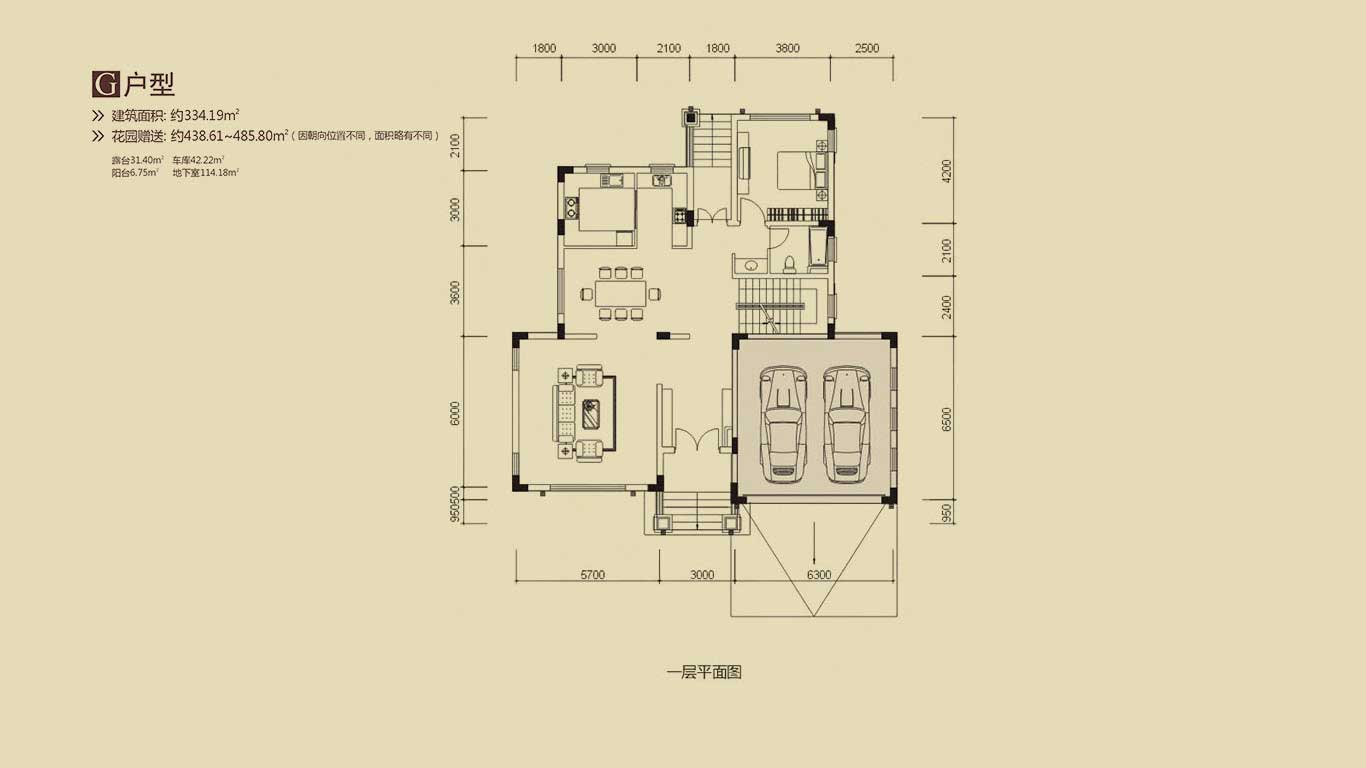 G户型
建筑面积: 约334.19m²
花园赠送: 约438.61~485.80m²(因朝向位置不同，面积略有不同)
露台31.40m² 车库42.22m²
阳台6.75m² 地下室114.18m²
1800 3000 2100 1800 3800 2500
2100
3000
3600
6000
500
950
4200
2100
2400
6500
950
5700 3000 6300
一层平面图